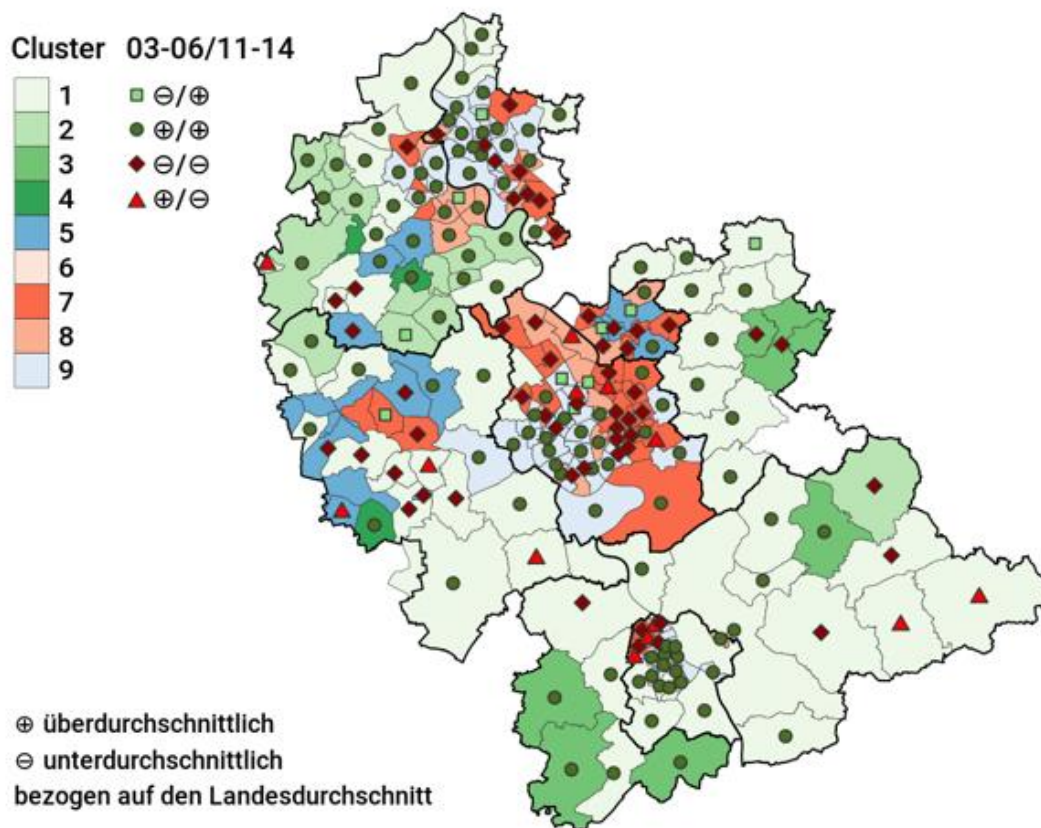 Cluster 03-06/11-14
1 ⊖/⊕
2 ⊕/⊕
3 ⊖/⊖
4 ⊕/⊖
5
6
7
8
9
⊕ überdurchschnittlich
⊖ unterdurchschnittlich
bezogen auf den Landesdurchschnitt